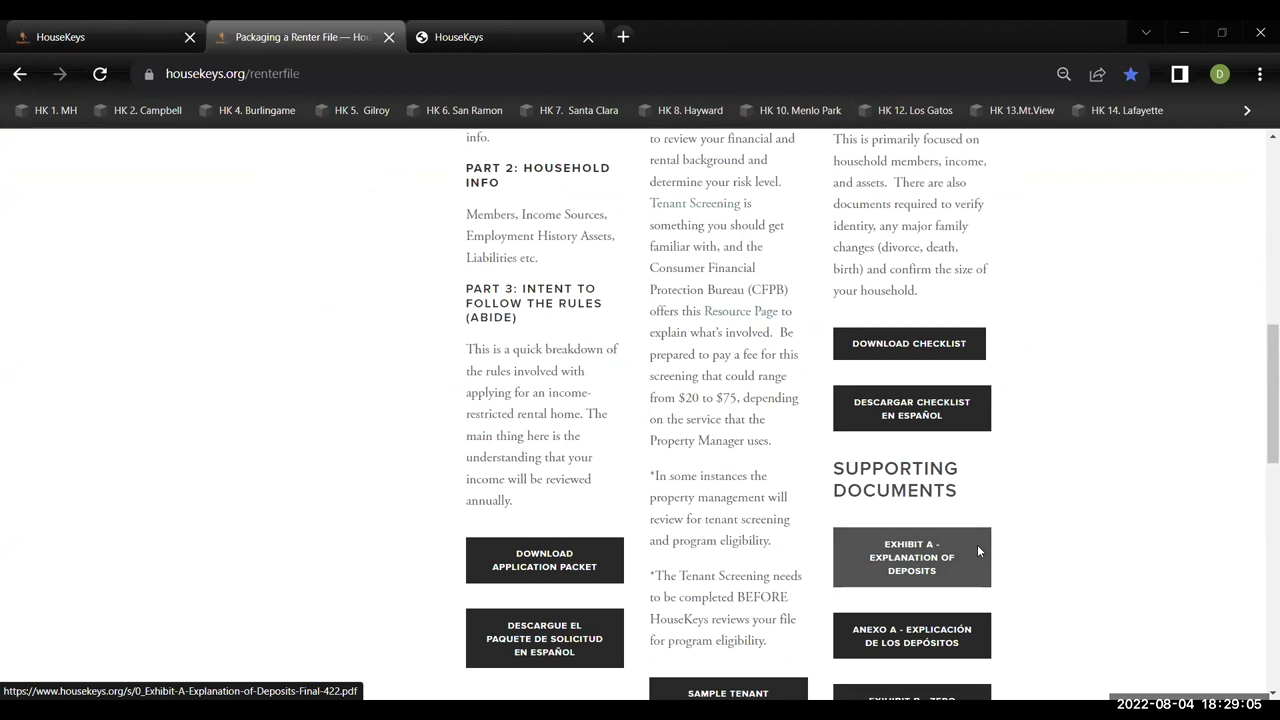 HouseKeys
Packaging a Renter File — Hou
HouseKeys
housekeys.org/renterfile
D
HK 1. MH
HK 2. Campbell
HK 4. Burlingame
HK 5. Gilroy
HK 6. San Ramon
HK 7. Santa Clara
HK 8. Hayward
HK 10. Menlo Park
HK 12. Los Gatos
HK 13.Mt.View
HK 14. Lafayette
info.
PART 2: HOUSEHOLD
INFO
Members, Income Sources,
Employment History Assets,
Liabilities etc.
PART 3: INTENT TO
FOLLOW THE RULES
(ABIDE)
This is a quick breakdown of
the rules involved with
applying for an income-
restricted rental home. The
main thing here is the
understanding that your
income will be reviewed
annually.
DOWNLOAD
APPLICATION PACKET
DESCARGUE EL
PAQUETE DE SOLICITUD
EN ESPAÑOL
to review your financial and
rental background and
determine your risk level.
Tenant Screening is
something you should get
familiar with, and the
Consumer Financial
Protection Bureau (CFPB)
offers this Resource Page to
explain what's involved. Be
prepared to pay a fee for this
screening that could range
from $20 to $75, depending
on the service that the
Property Manager uses.
*In some instances the
property management will
review for tenant screening
and program eligibility.
*The Tenant Screening needs
to be completed BEFORE
HouseKeys reviews your file
for program eligibility.
SAMPLE TENANT
This is primarily focused on
household members, income,
and assets. There are also
documents required to verify
identity, any major family
changes (divorce, death,
birth) and confirm the size of
your household.
DOWNLOAD CHECKLIST
DESCARGAR CHECKLIST
EN ESPAÑOL
SUPPORTING
DOCUMENTS
EXHIBIT A -
EXPLANATION OF
DEPOSITS
ANEXO A - EXPLICACIÓN
DE LOS DEPÓSITOS
EXHIBIT B - ZERO
https://www.housekeys.org/s/0_Exhibit-A-Explanation-of-Deposits-Final-422.pdf
2022-08-04 18:29:05